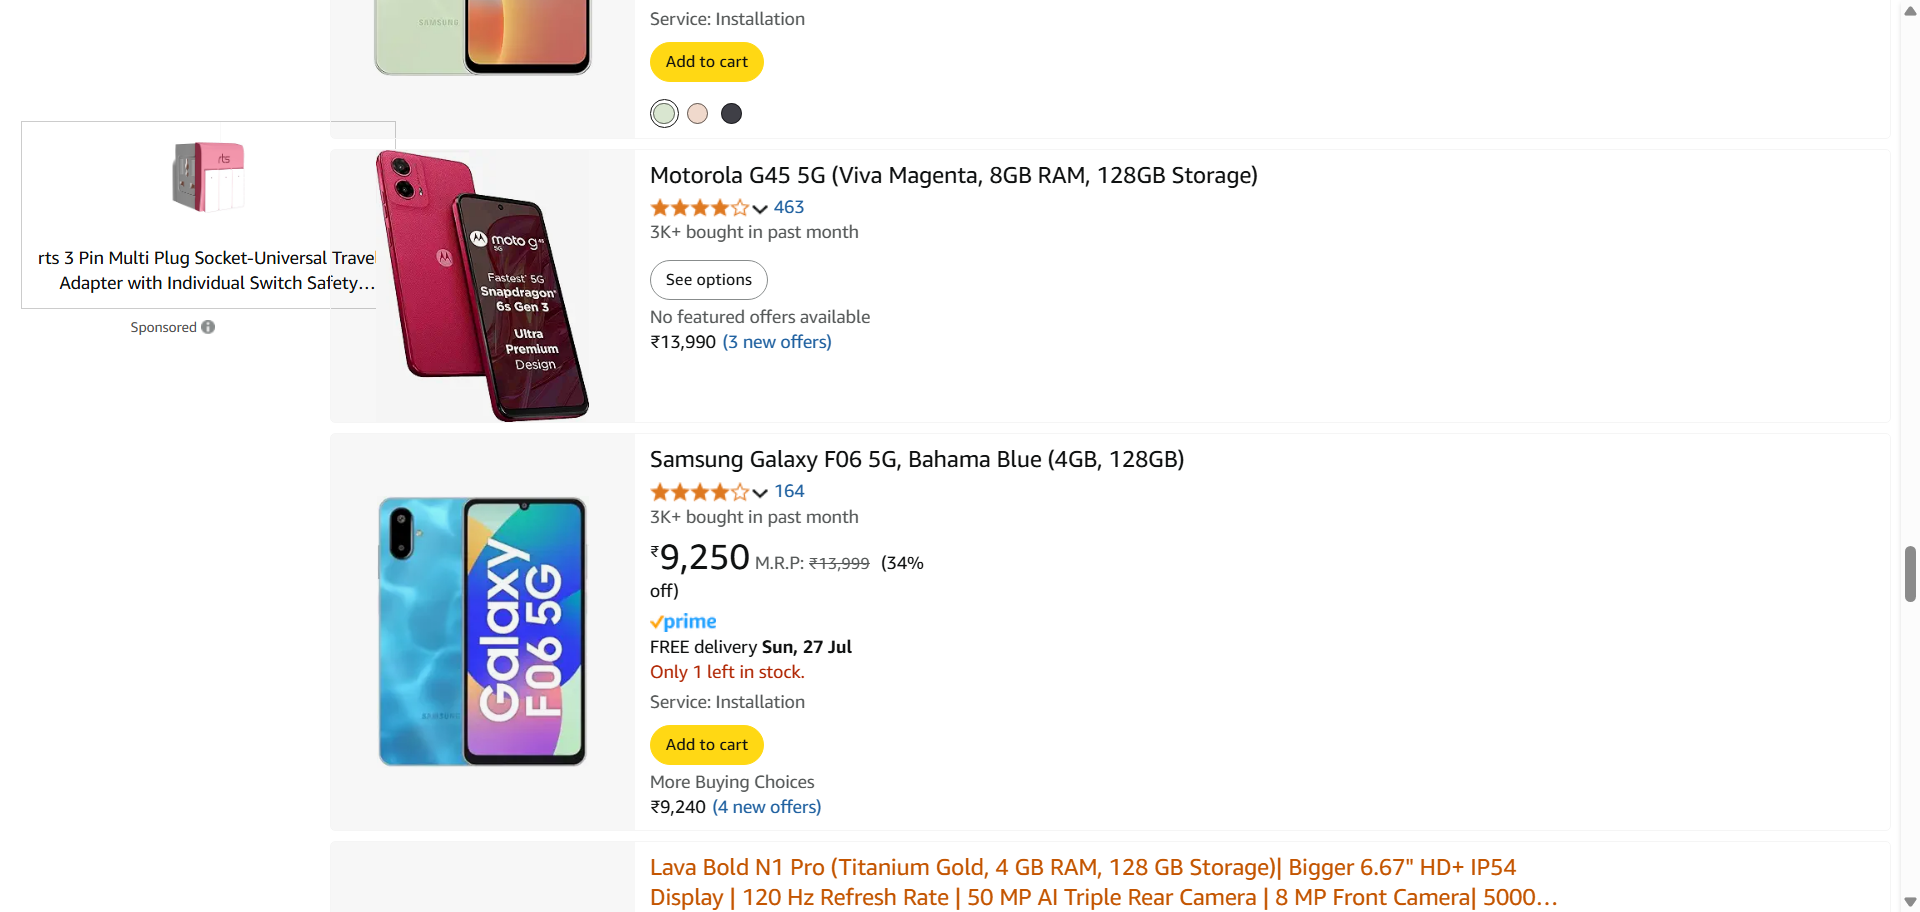 SAMSUNG
Service: Installation
Add to cart
rts
rts 3 Pin Multi Plug Socket-Universal Travel
Adapter with Individual Switch Safety…
Sponsored
moto g45
5G
Fastest* 5G
Snapdragon®
6s Gen 3
Ultra
Premium
Design
Motorola G45 5G (Viva Magenta, 8GB RAM, 128GB Storage)
463
3K+ bought in past month
See options
No featured offers available
₹13,990 (3 new offers)
SAMSUNG
Galaxy
F06 5G
Samsung Galaxy F06 5G, Bahama Blue (4GB, 128GB)
164
3K+ bought in past month
₹9,250 M.R.P: ₹13,999 (34%
off)
prime
FREE delivery Sun, 27 Jul
Only 1 left in stock.
Service: Installation
Add to cart
More Buying Choices
₹9,240 (4 new offers)
Lava Bold N1 Pro (Titanium Gold, 4 GB RAM, 128 GB Storage)| Bigger 6.67" HD+ IP54
Display | 120 Hz Refresh Rate | 50 MP AI Triple Rear Camera | 8 MP Front Camera| 5000…